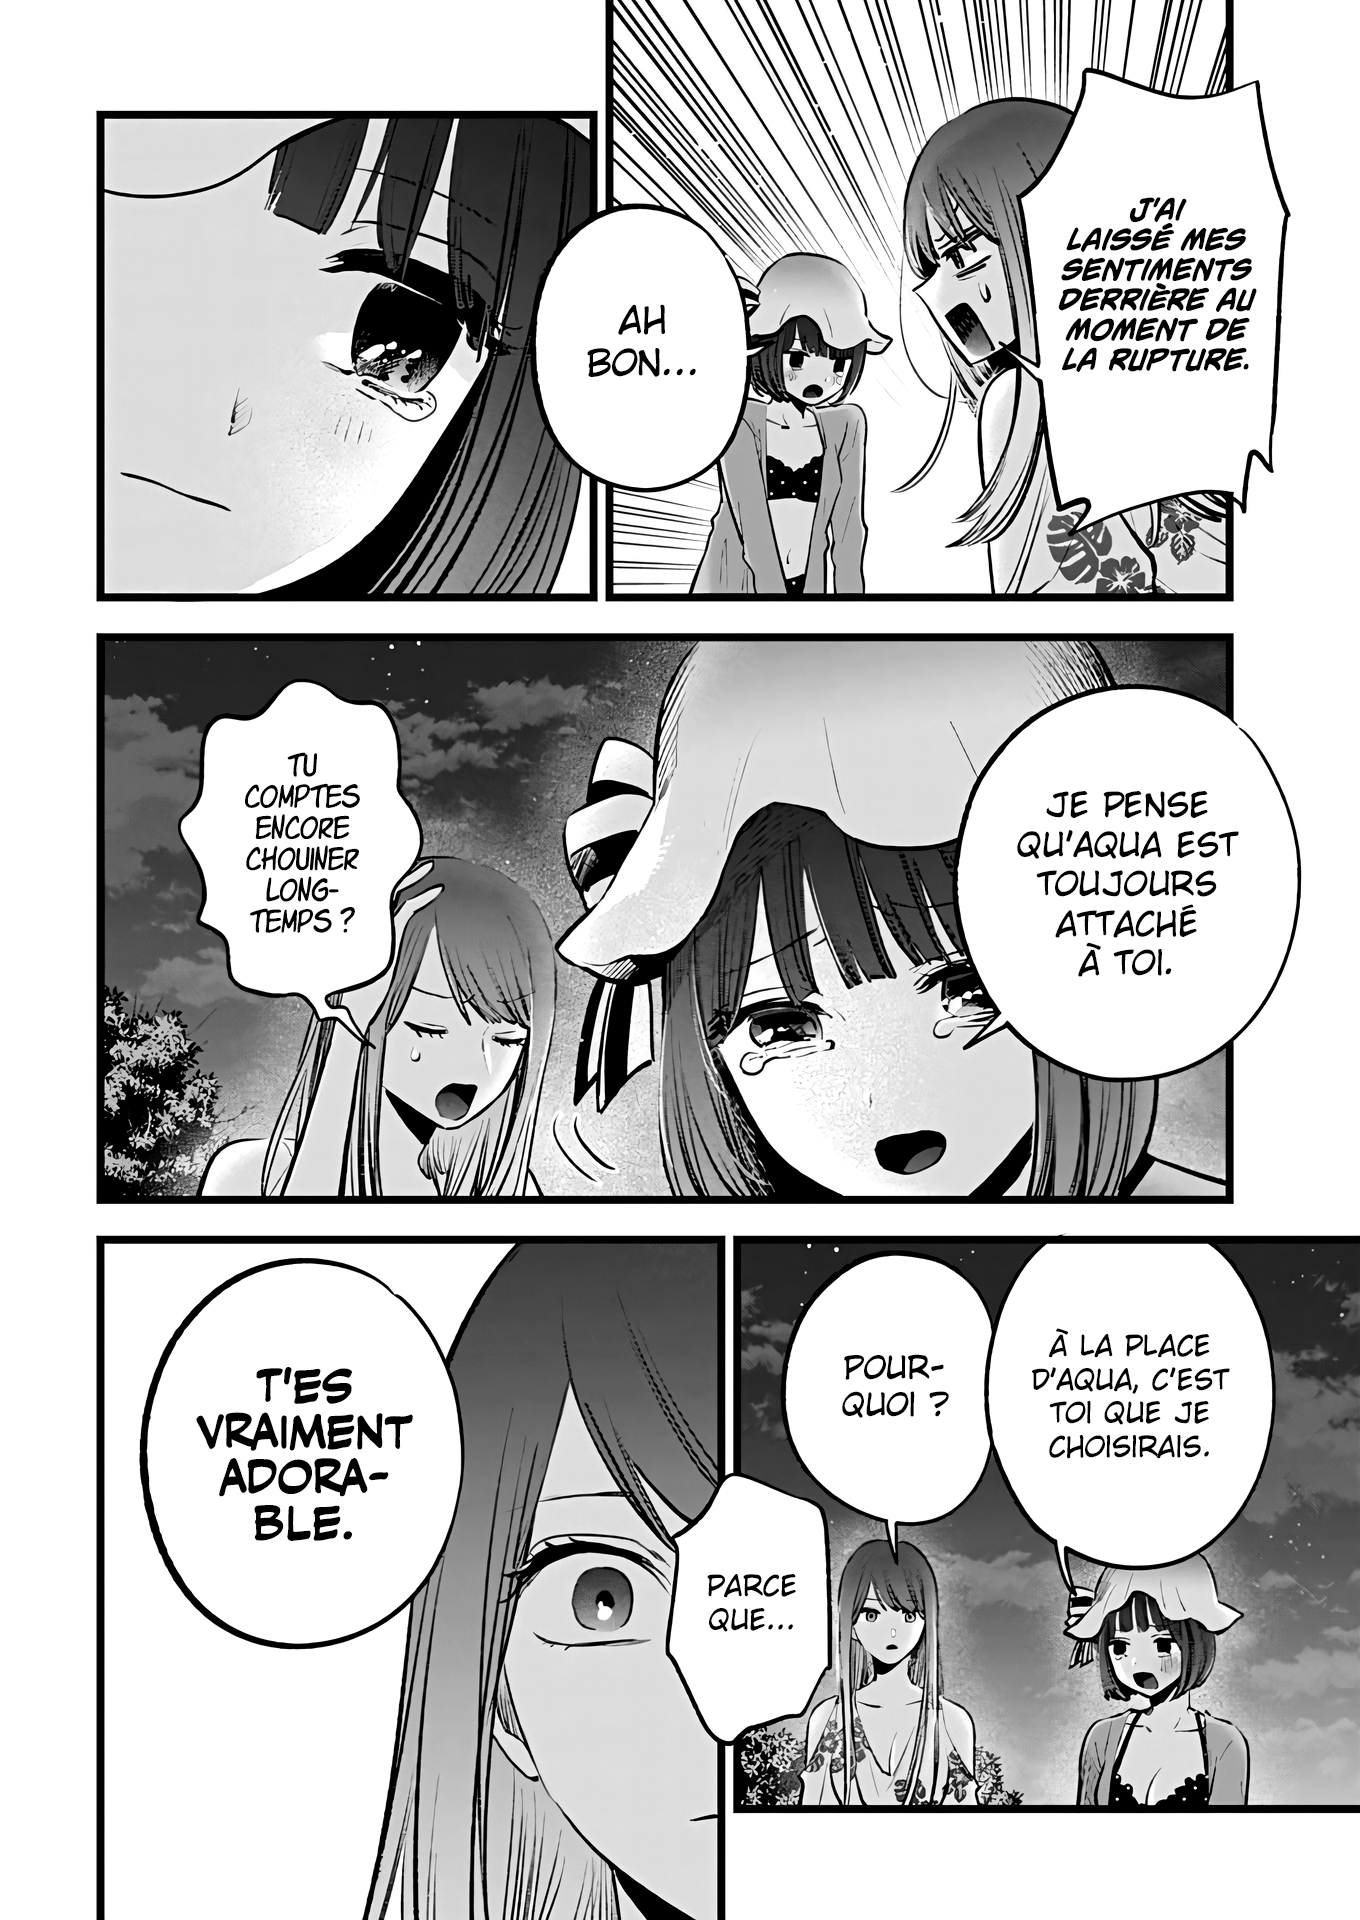 J'AI
LAISSÉ MES
SENTIMENTS
DERRIÈRE AU
MOMENT DE
LA RUPTURE.
AH
BON...
JE PENSE
QU'AQUA EST
TOUJOURS
ATTACHÉ
À TOI.
TU
COMPTES
ENCORE
CHOUINER
LONG-
TEMPS ?
À LA PLACE
D'AQUA, C'EST
TOI QUE JE
CHOISIRAIS.
POUR-
QUOI ?
PARCE
QUE...
T'ES
VRAIMENT
ADORA-
BLE.